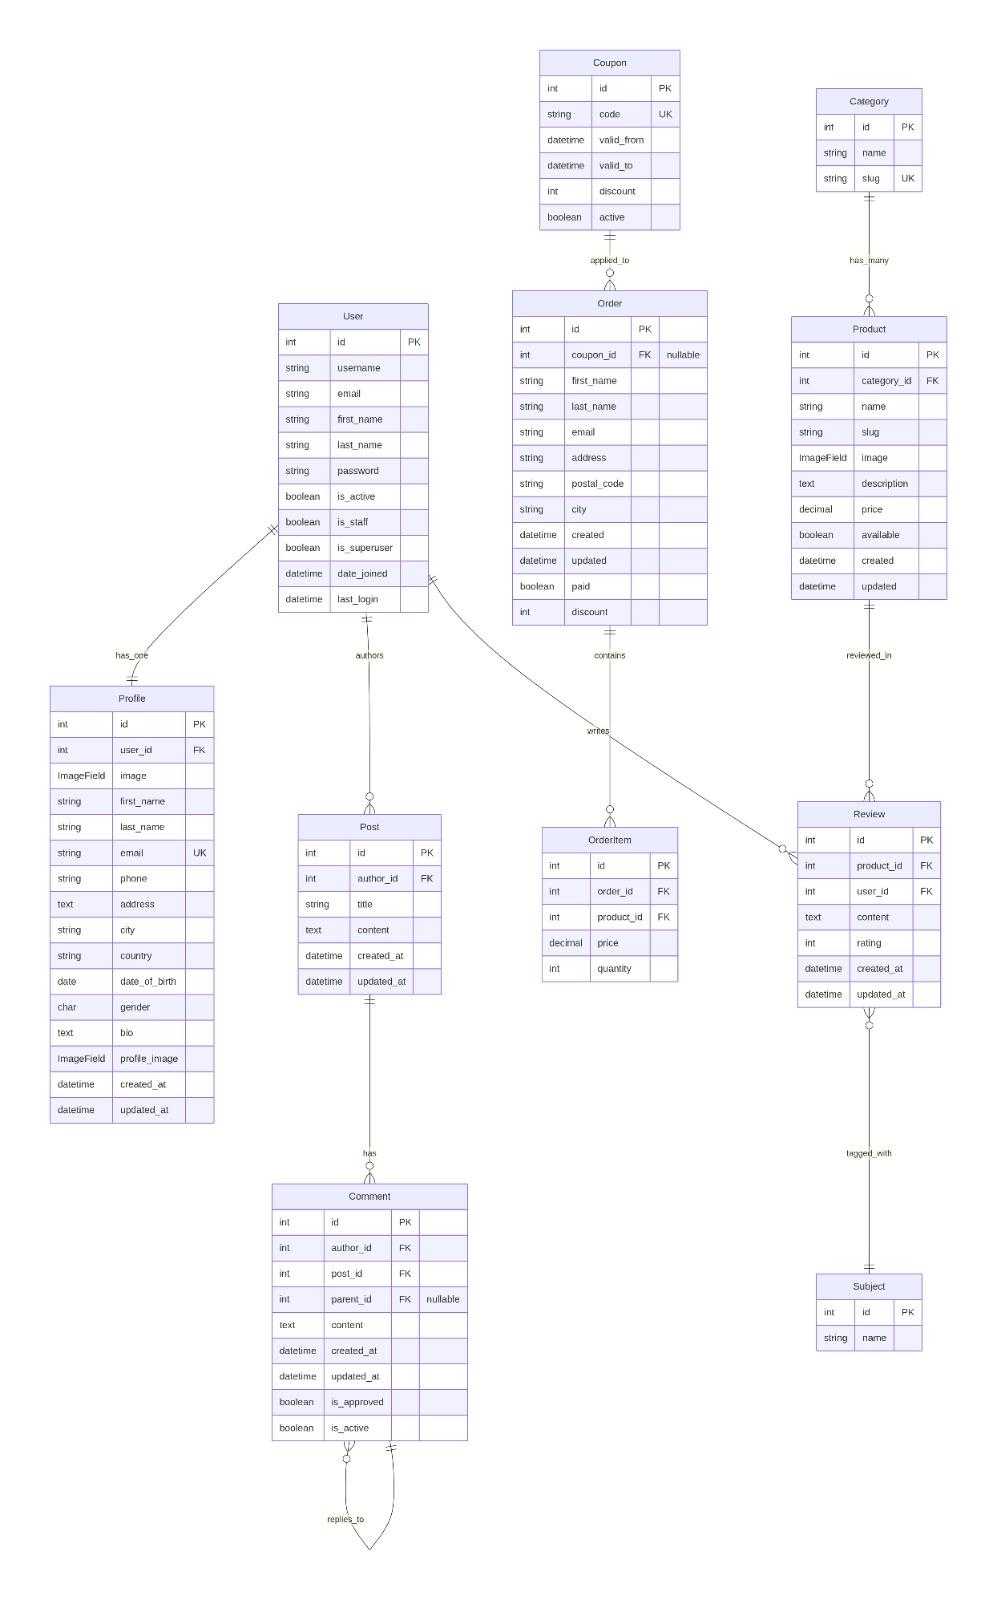 Coupon
int id PK
string code UK
datetime valid_from
datetime valid_to
int discount
boolean active
applied_to
Category
int id PK
string name
string slug UK
has_many
User
int id PK
string username
string email
string first_name
string last_name
string password
boolean is_active
boolean is_staff
boolean is_superuser
datetime date_joined
datetime last_login
Order
int id PK
int coupon_id FK nullable
string first_name
string last_name
string email
string address
string postal_code
string city
datetime created
datetime updated
boolean paid
int discount
Product
int id PK
int category_id FK
string name
string slug
ImageField image
text description
decimal price
boolean available
datetime created
datetime updated
has_one
authors
contains
reviewed_in
writes
Profile
int id PK
int user_id FK
ImageField image
string first_name
string last_name
string email UK
string phone
text address
string city
string country
date date_of_birth
char gender
text bio
ImageField profile_image
datetime created_at
datetime updated_at
Post
int id PK
int author_id FK
string title
text content
datetime created_at
datetime updated_at
OrderItem
int id PK
int order_id FK
int product_id FK
decimal price
int quantity
Review
int id PK
int product_id FK
int user_id FK
text content
int rating
datetime created_at
datetime updated_at
has
tagged_with
Comment
int id PK
int author_id FK
int post_id FK
int parent_id FK nullable
text content
datetime created_at
datetime updated_at
boolean is_approved
boolean is_active
replies_to
Subject
int id PK
string name